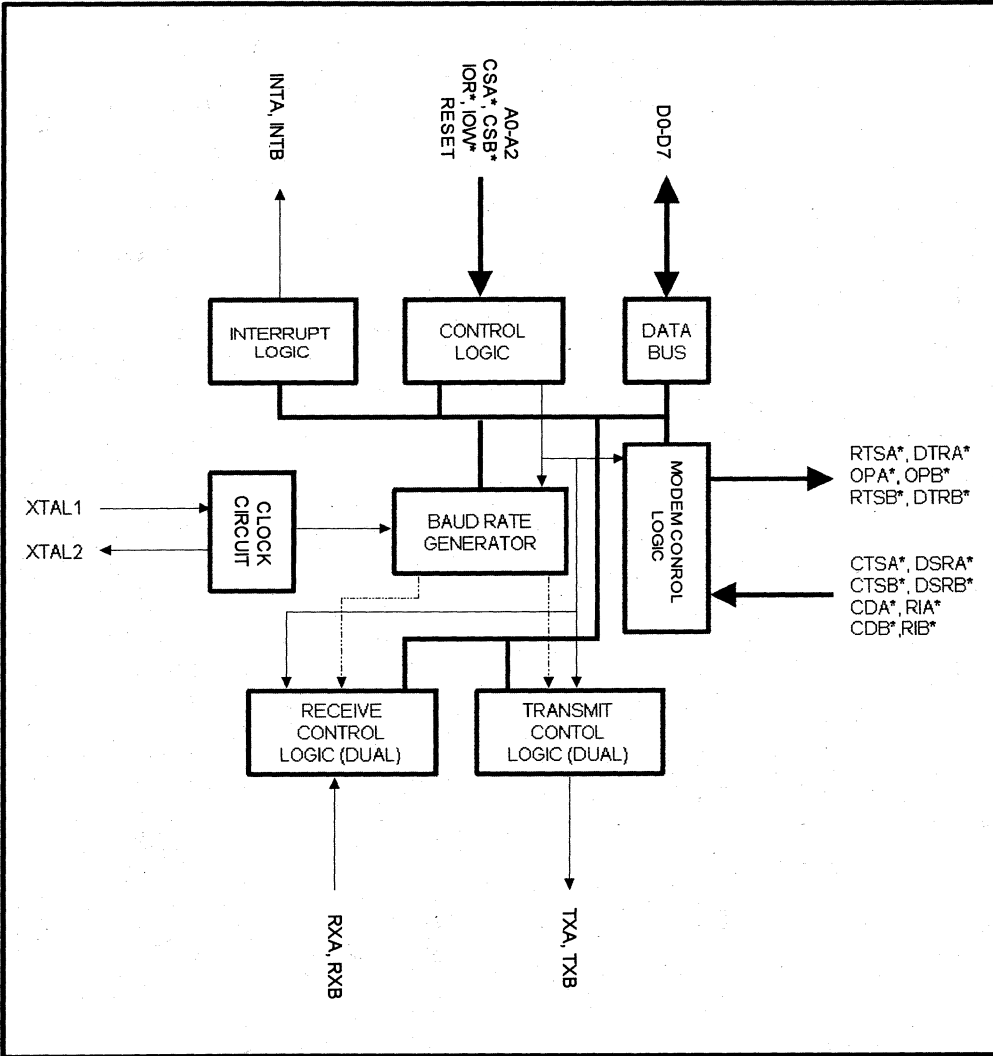 INTA, INTB
A0-A2
CSA*, CSB*
IOR*, IOW*
RESET
D0-D7
INTERRUPT
LOGIC
CONTROL
LOGIC
DATA
BUS
XTAL1
XTAL2
CLOCK
CIRCUIT
BAUD RATE
GENERATOR
MODEM CONROL
LOGIC
RTSA*, DTRA*
OPA*, OPB*
RTSB*, DTRB*
CTSA*, DSRA*
CTSB*, DSRB*
CDA*, RIA*
CDB*,RIB*
RECEIVE
CONTROL
LOGIC (DUAL)
TRANSMIT
CONTOL
LOGIC (DUAL)
RXA, RXB
TXA, TXB